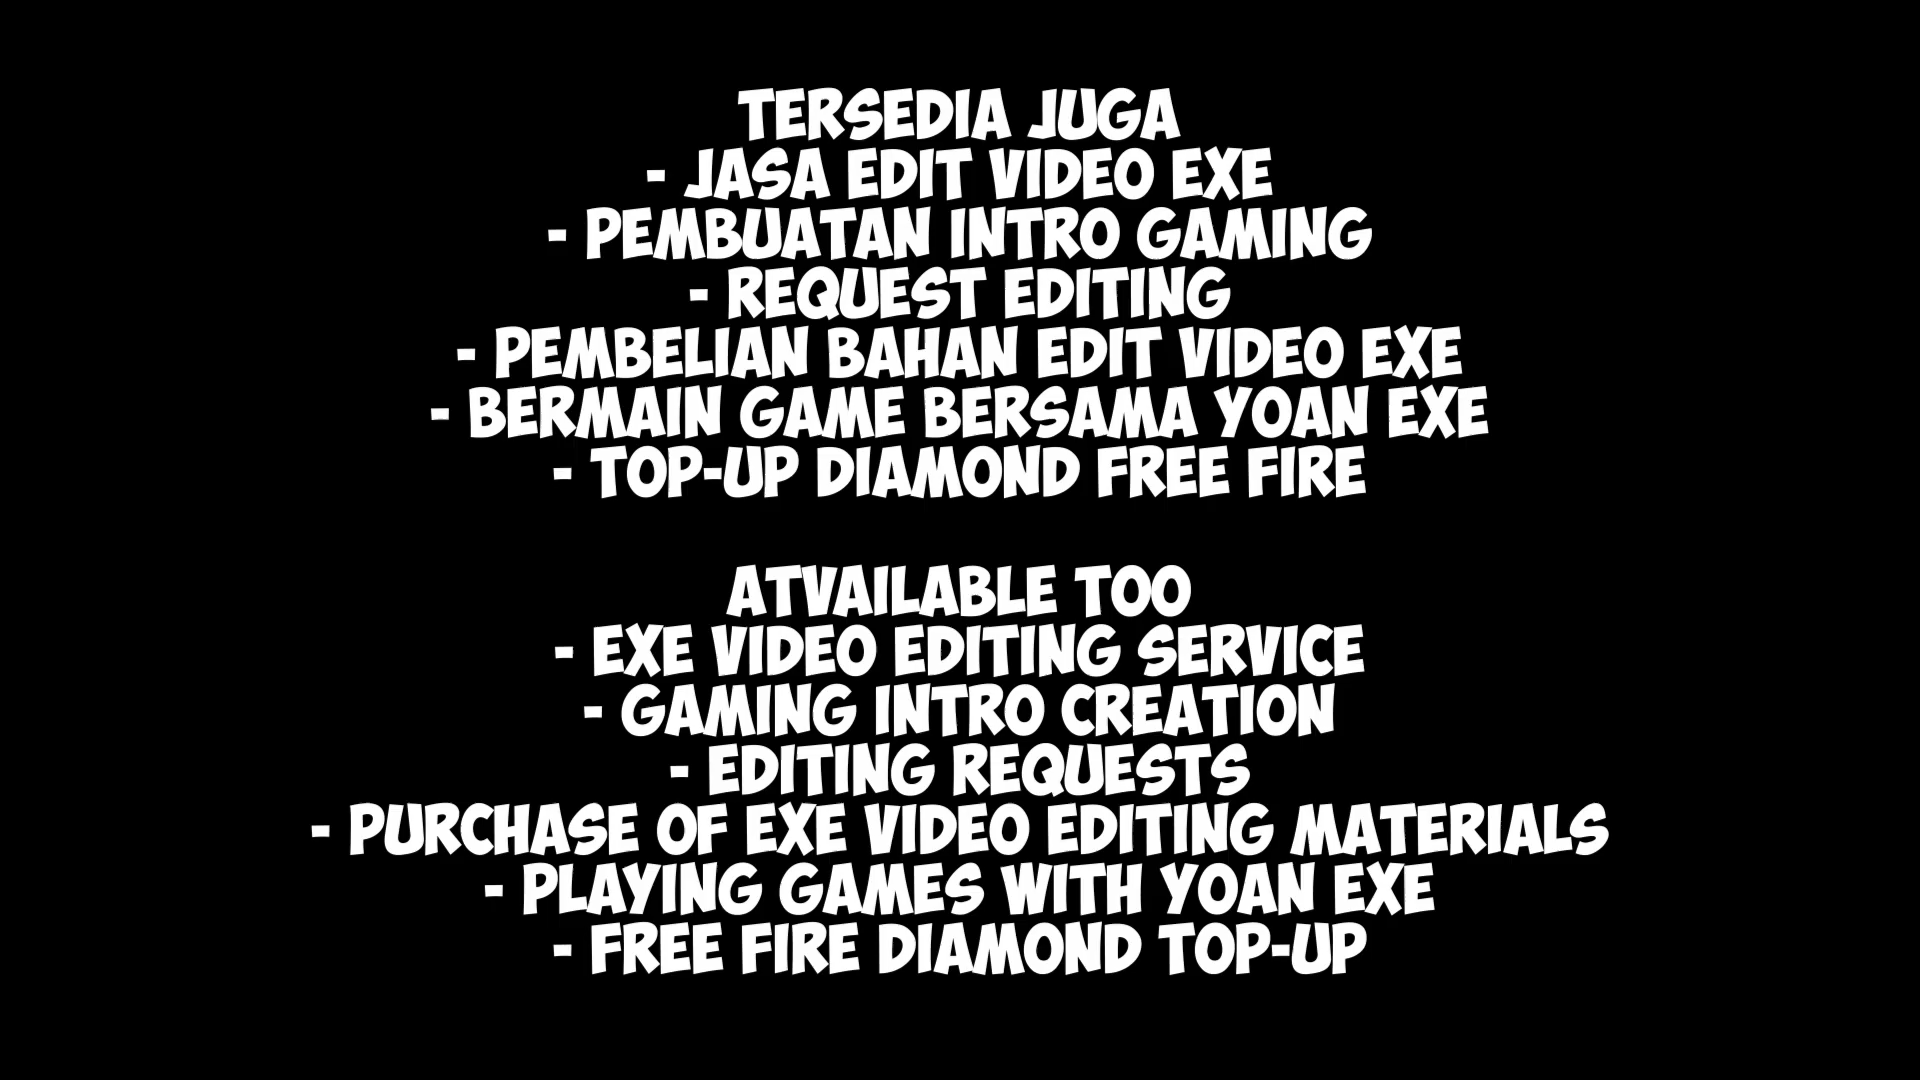 TERSEDIA JUGA
- JASA EDIT VIDEO EXE
- PEMBUATAN INTRO GAMING
- REQUEST EDITING
- PEMBELIAN BAHAN EDIT VIDEO EXE
- BERMAIN GAME BERSAMA YOAN EXE
- TOP-UP DIAMOND FREE FIRE
ATVAILABLE TOO
- EXE VIDEO EDITING SERVICE
- GAMING INTRO CREATION
- EDITING REQUESTS
- PURCHASE OF EXE VIDEO EDITING MATERIALS
- PLAYING GAMES WITH YOAN EXE
- FREE FIRE DIAMOND TOP-UP